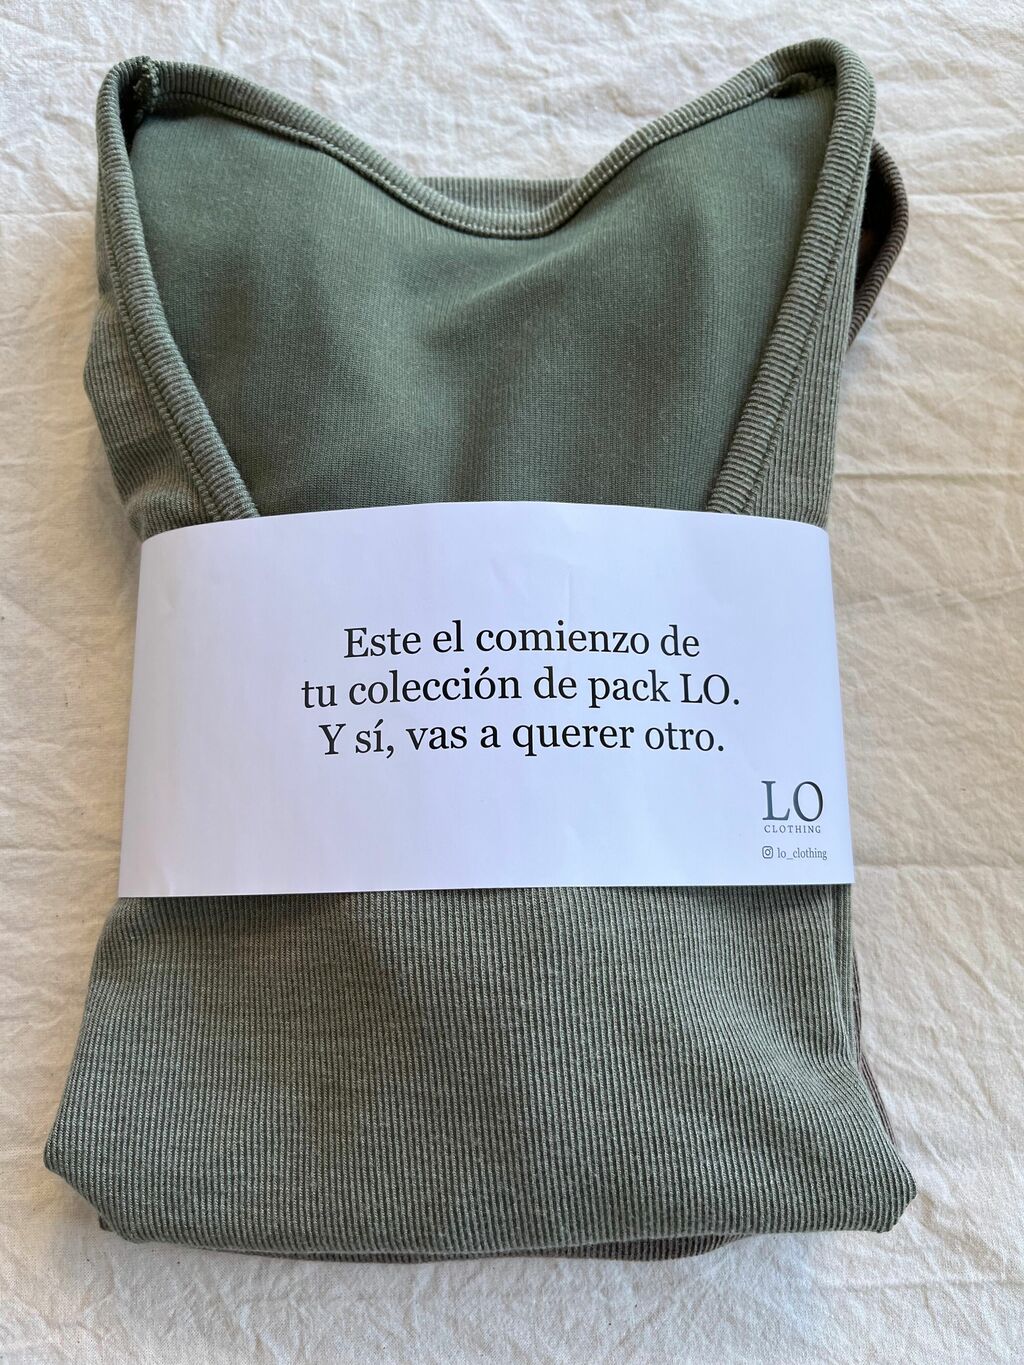 Este el comienzo de
tu colección de pack LO.
Y sí, vas a querer otro.
LO
CLOTHING
lo_clothing